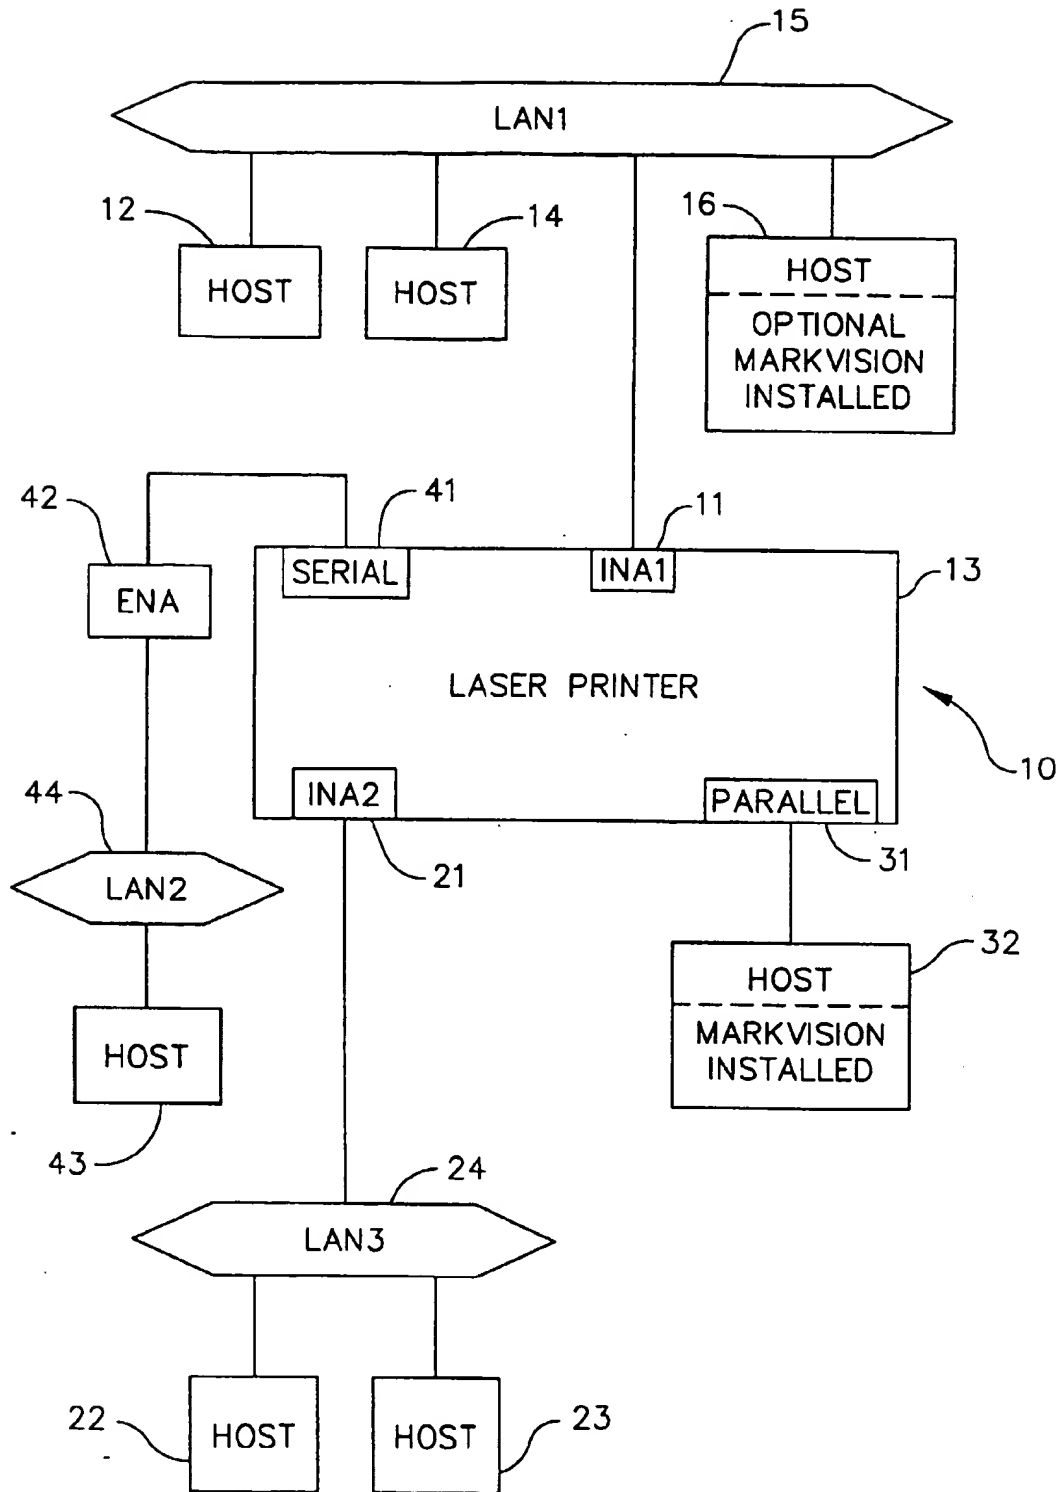 15
LAN1
12
14
16
HOST
HOST
HOST
OPTIONAL
MARKVISION
INSTALLED
42
41
11
SERIAL
INA1
13
ENA
LASER PRINTER
10
44
INA2
PARALLEL
21
31
LAN2
32
HOST
MARKVISION
INSTALLED
HOST
43
24
LAN3
22
HOST
HOST
23